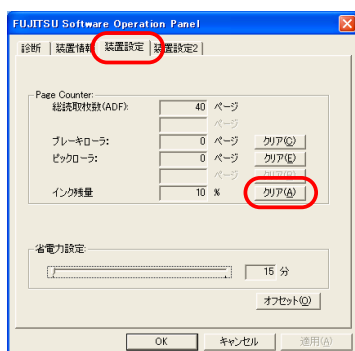 FUJITSU Software Operation Panel
診断 装置情報 装置設定 装置設定2
Page Counter:
総読取枚数(ADF): 40 ページ
ページ
ブレーキローラ: 0 ページ クリア(C)
ピックローラ: 0 ページ クリア(E)
ページ クリア(R)
インク残量 10 % クリア(A)
省電力設定:
15 分
オフセット(O)
OK キャンセル 適用(A)